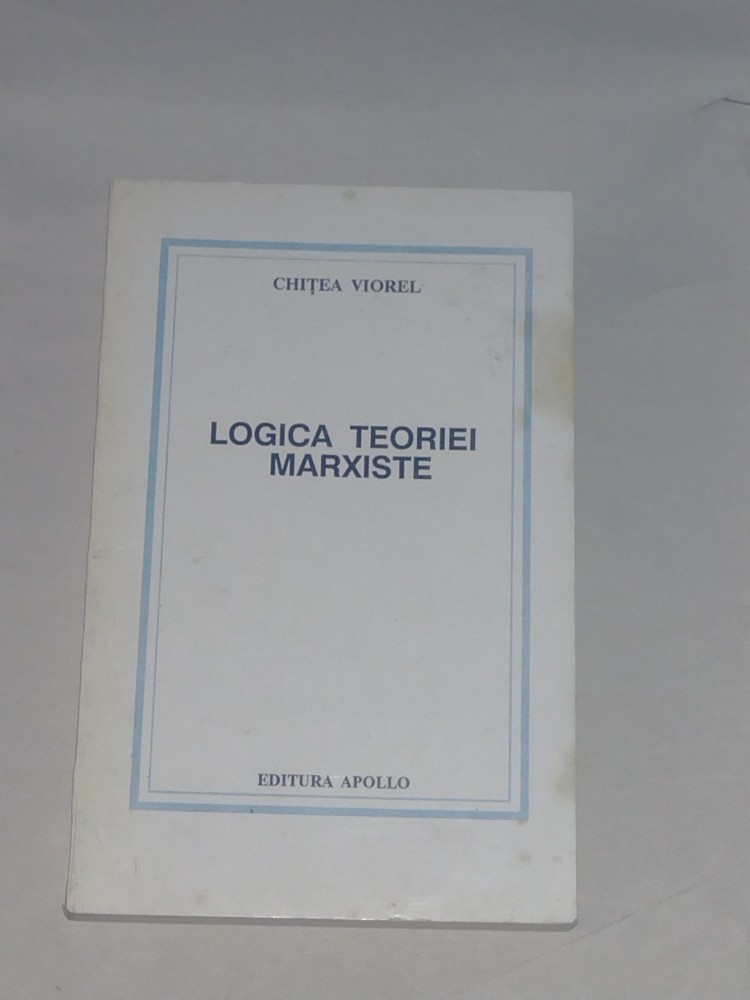 CHIȚEA VIOREL
LOGICA TEORIEI
MARXISTE
EDITURA APOLLO